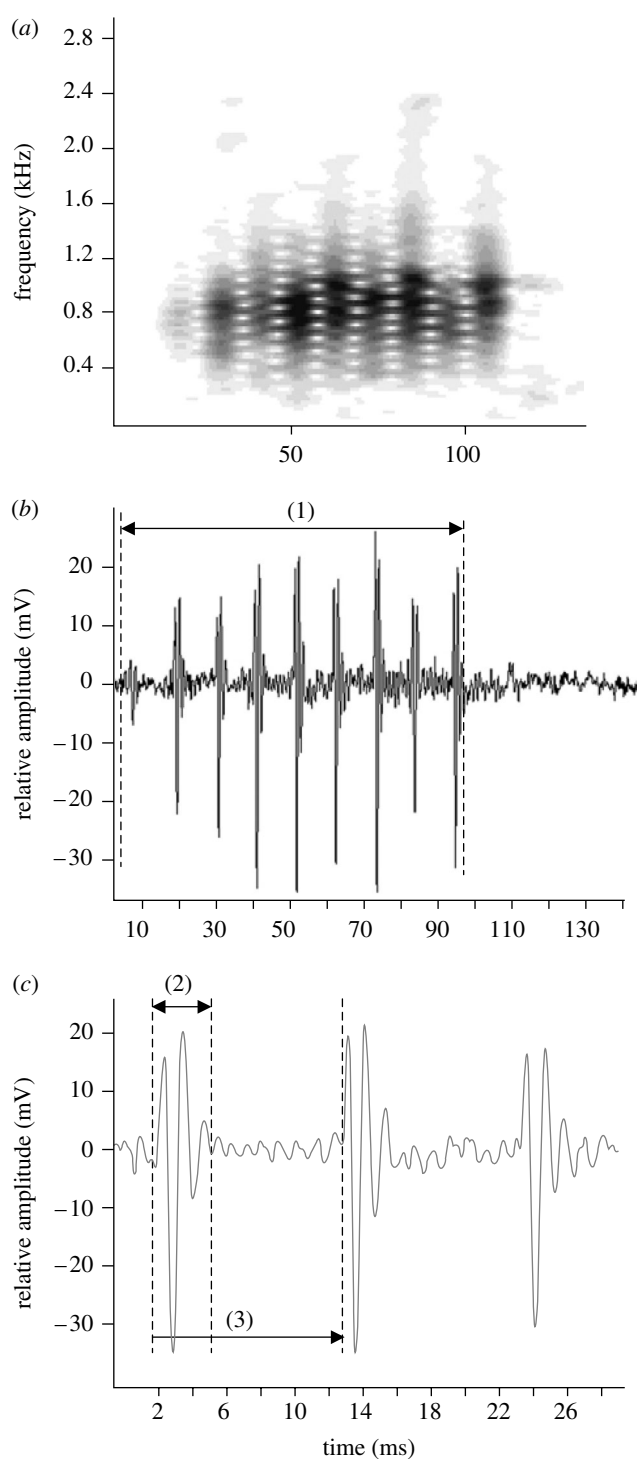 (a)
frequency (kHz)
2.8
2.4
2.0
1.6
1.2
0.8
0.4
50 100
(b)
(1)
relative amplitude (mV)
20
10
0
−10
−20
−30
10 30 50 70 90 110 130
(c)
(2)
relative amplitude (mV)
20
10
0
−10
−20
−30
(3)
2 6 10 14 18 22 26
time (ms)